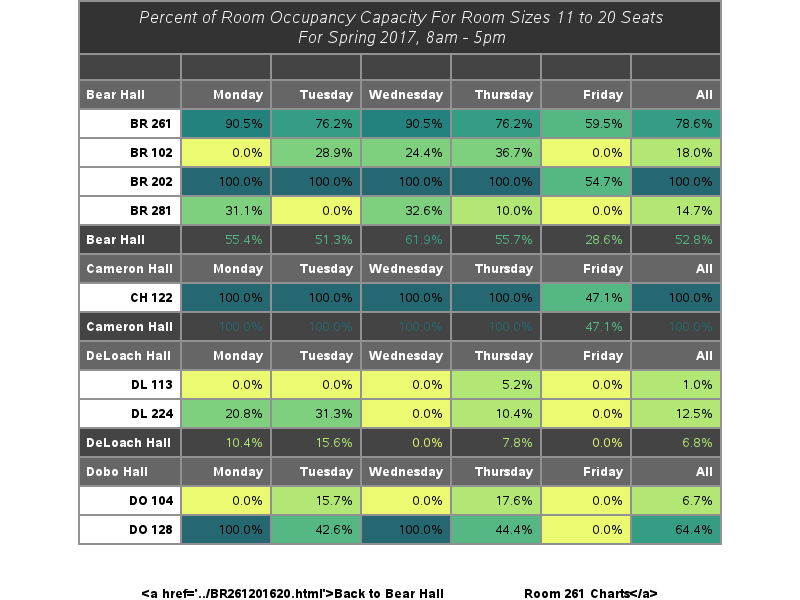 Percent of Room Occupancy Capacity For Room Sizes 11 to 20 Seats
For Spring 2017, 8am - 5pm
Bear Hall Monday Tuesday Wednesday Thursday Friday All
BR 261 90.5% 76.2% 90.5% 76.2% 59.5% 78.6%
BR 102 0.0% 28.9% 24.4% 36.7% 0.0% 18.0%
BR 202 100.0% 100.0% 100.0% 100.0% 54.7% 100.0%
BR 281 31.1% 0.0% 32.6% 10.0% 0.0% 14.7%
Bear Hall 55.4% 51.3% 61.9% 55.7% 28.6% 52.8%
Cameron Hall Monday Tuesday Wednesday Thursday Friday All
CH 122 100.0% 100.0% 100.0% 100.0% 47.1% 100.0%
Cameron Hall 100.0% 100.0% 100.0% 100.0% 47.1% 100.0%
DeLoach Hall Monday Tuesday Wednesday Thursday Friday All
DL 113 0.0% 0.0% 0.0% 5.2% 0.0% 1.0%
DL 224 20.8% 31.3% 0.0% 10.4% 0.0% 12.5%
DeLoach Hall 10.4% 15.6% 0.0% 7.8% 0.0% 6.8%
Dobo Hall Monday Tuesday Wednesday Thursday Friday All
DO 104 0.0% 15.7% 0.0% 17.6% 0.0% 6.7%
DO 128 100.0% 42.6% 100.0% 44.4% 0.0% 64.4%
<a href='../BR261201620.html'>Back to Bear Hall Room 261 Charts</a>